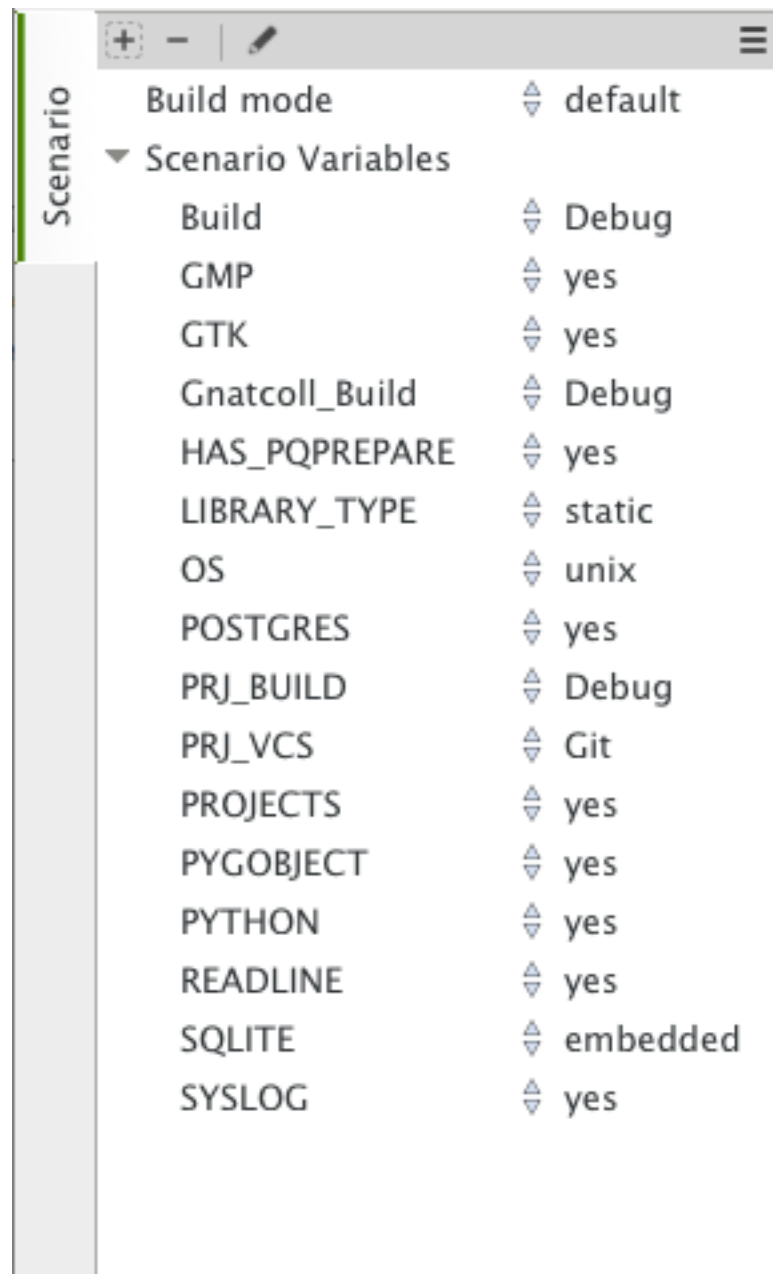 Scenario
Build mode default
Scenario Variables
Build Debug
GMP yes
GTK yes
Gnatcoll_Build Debug
HAS_PQPREPARE yes
LIBRARY_TYPE static
OS unix
POSTGRES yes
PRJ_BUILD Debug
PRJ_VCS Git
PROJECTS yes
PYGOBJECT yes
PYTHON yes
READLINE yes
SQLITE embedded
SYSLOG yes